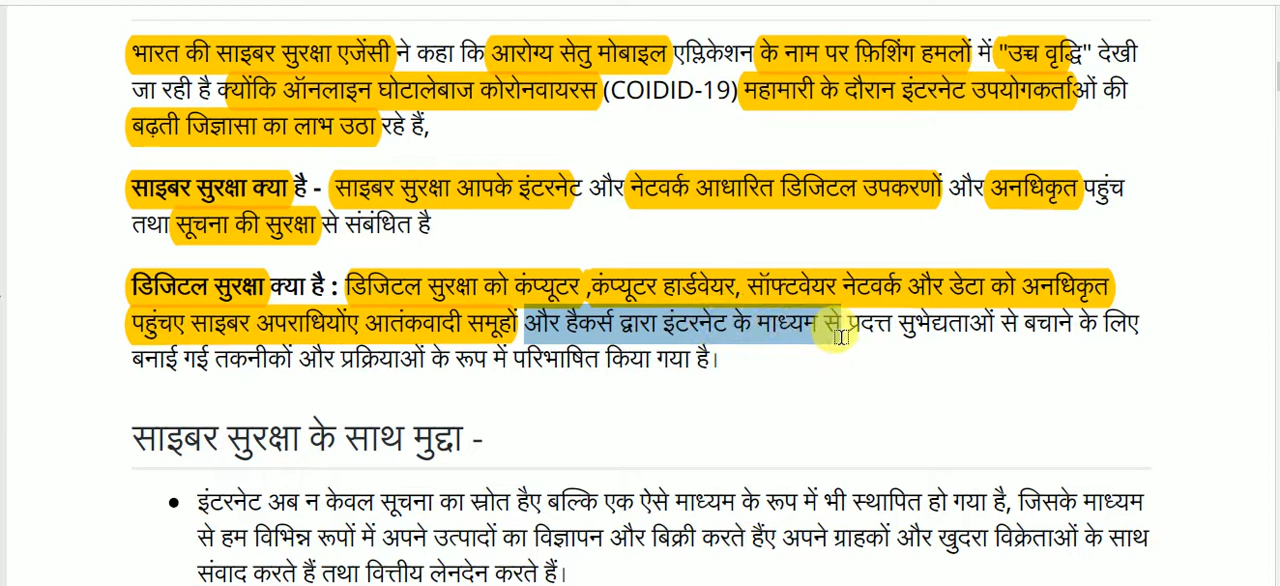 भारत की साइबर सुरक्षा एजेंसी ने कहा कि आरोग्य सेतु मोबाइल एप्लिकेशन के नाम पर फ़िशिंग हमलों में "उच्च वृद्धि" देखी
जा रही है क्योंकि ऑनलाइन घोटालेबाज कोरोनवायरस (COIDID-19) महामारी के दौरान इंटरनेट उपयोगकर्ताओं की
बढ़ती जिज्ञासा का लाभ उठा रहे हैं,
साइबर सुरक्षा क्या है - साइबर सुरक्षा आपके इंटरनेट और नेटवर्क आधारित डिजिटल उपकरणों और अनधिकृत पहुंच
तथा सूचना की सुरक्षा से संबंधित है
डिजिटल सुरक्षा क्या है : डिजिटल सुरक्षा को कंप्यूटर ,कंप्यूटर हार्डवेयर, सॉफ्टवेयर नेटवर्क और डेटा को अनधिकृत
पहुंचए साइबर अपराधियोंए आतंकवादी समूहों और हैकर्स द्वारा इंटरनेट के माध्यम से प्रदत्त सुभेद्यताओं से बचाने के लिए
बनाई गई तकनीकों और प्रक्रियाओं के रूप में परिभाषित किया गया है।
साइबर सुरक्षा के साथ मुद्दा -
• इंटरनेट अब न केवल सूचना का स्रोत हैए बल्कि एक ऐसे माध्यम के रूप में भी स्थापित हो गया है, जिसके माध्यम
से हम विभिन्न रूपों में अपने उत्पादों का विज्ञापन और बिक्री करते हैंए अपने ग्राहकों और खुदरा विक्रेताओं के साथ
संवाद करते हैं तथा वित्तीय लेनदेन करते हैं।